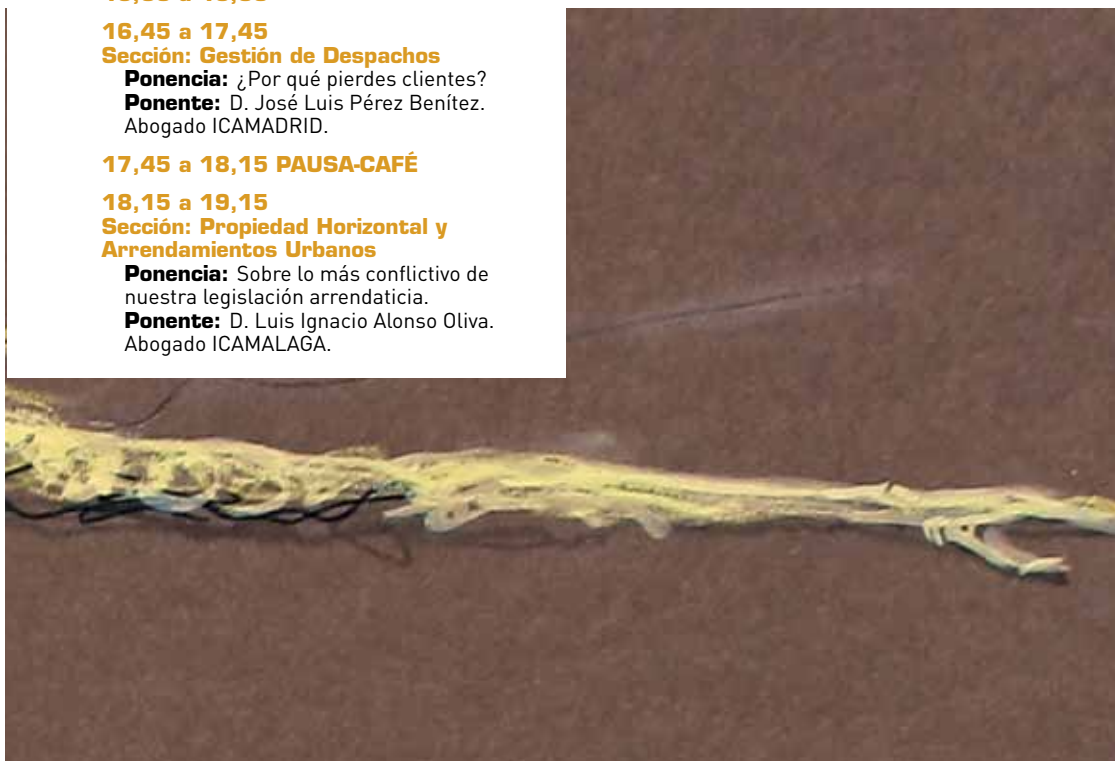 16,45 a 17,45
Sección: Gestión de Despachos
Ponencia: ¿Por qué pierdes clientes?
Ponente: D. José Luis Pérez Benítez.
Abogado ICAMADRID.
17,45 a 18,15 PAUSA-CAFÉ
18,15 a 19,15
Sección: Propiedad Horizontal y
Arrendamientos Urbanos
Ponencia: Sobre lo más conflictivo de
nuestra legislación arrendaticia.
Ponente: D. Luis Ignacio Alonso Oliva.
Abogado ICAMALAGA.